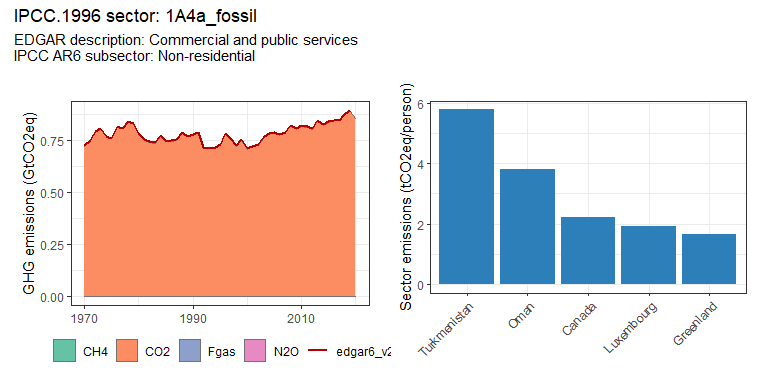 IPCC.1996 sector: 1A4a_fossil
EDGAR description: Commercial and public services
IPCC AR6 subsector: Non-residential
GHG emissions (GtCO2eq)
0.75
0.50
0.25
0.00
1970
1990
2010
CH4
CO2
Fgas
N2O
edgar6_v2
Sector emissions (tCO2eq/person)
6
4
2
0
Turkmenistan
Oman
Canada
Luxembourg
Greenland